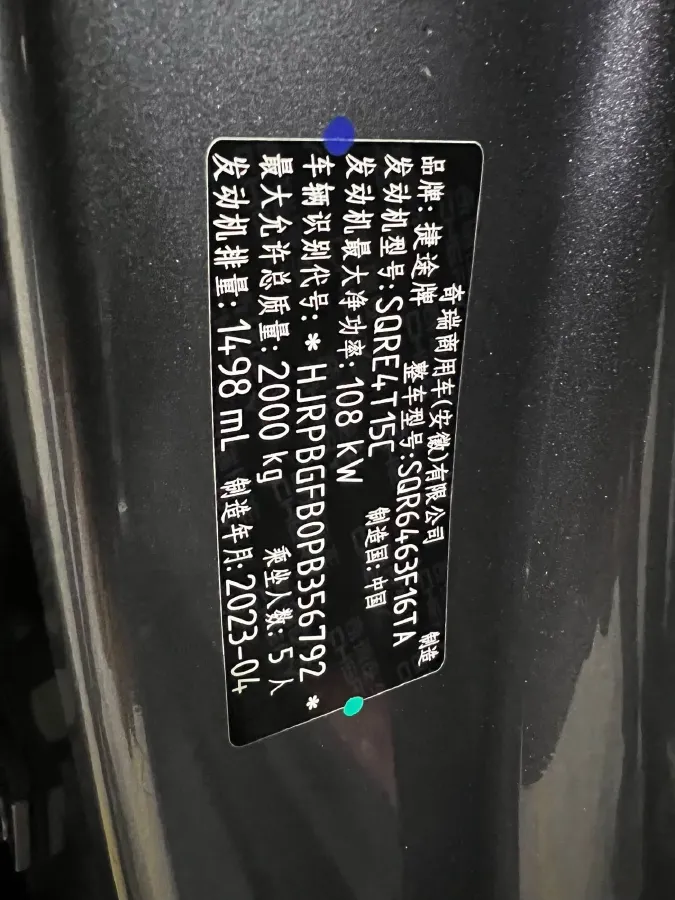 奇瑞商用车(安徽)有限公司 制造
品牌: 捷途牌 整车型号:SQR6463F16TA
发动机型号:SQRE4T15C 制造国: 中国
发动机最大净功率: 108 kW
车辆识别代号: * HJRPBGFB0PB356792 *
最大允许总质量: 2000 kg 乘坐人数: 5 人
发动机排量: 1498 mL 制造年月: 2023-04